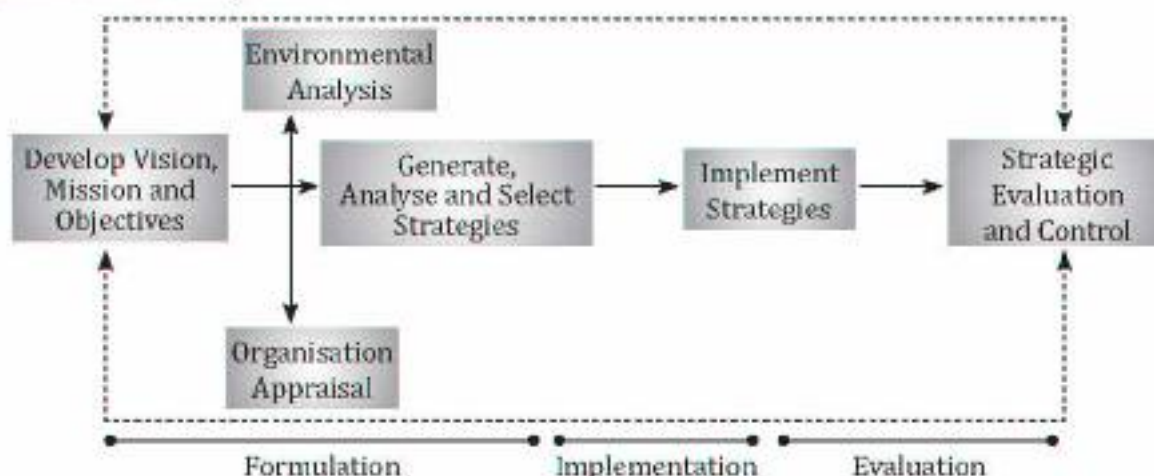 Environmental
Analysis
Develop Vision,
Mission and
Objectives
Generate,
Analyse and Select
Strategies
Implement
Strategies
Strategic
Evaluation
and Control
Organisation
Appraisal
Formulation
Implementation
Evaluation